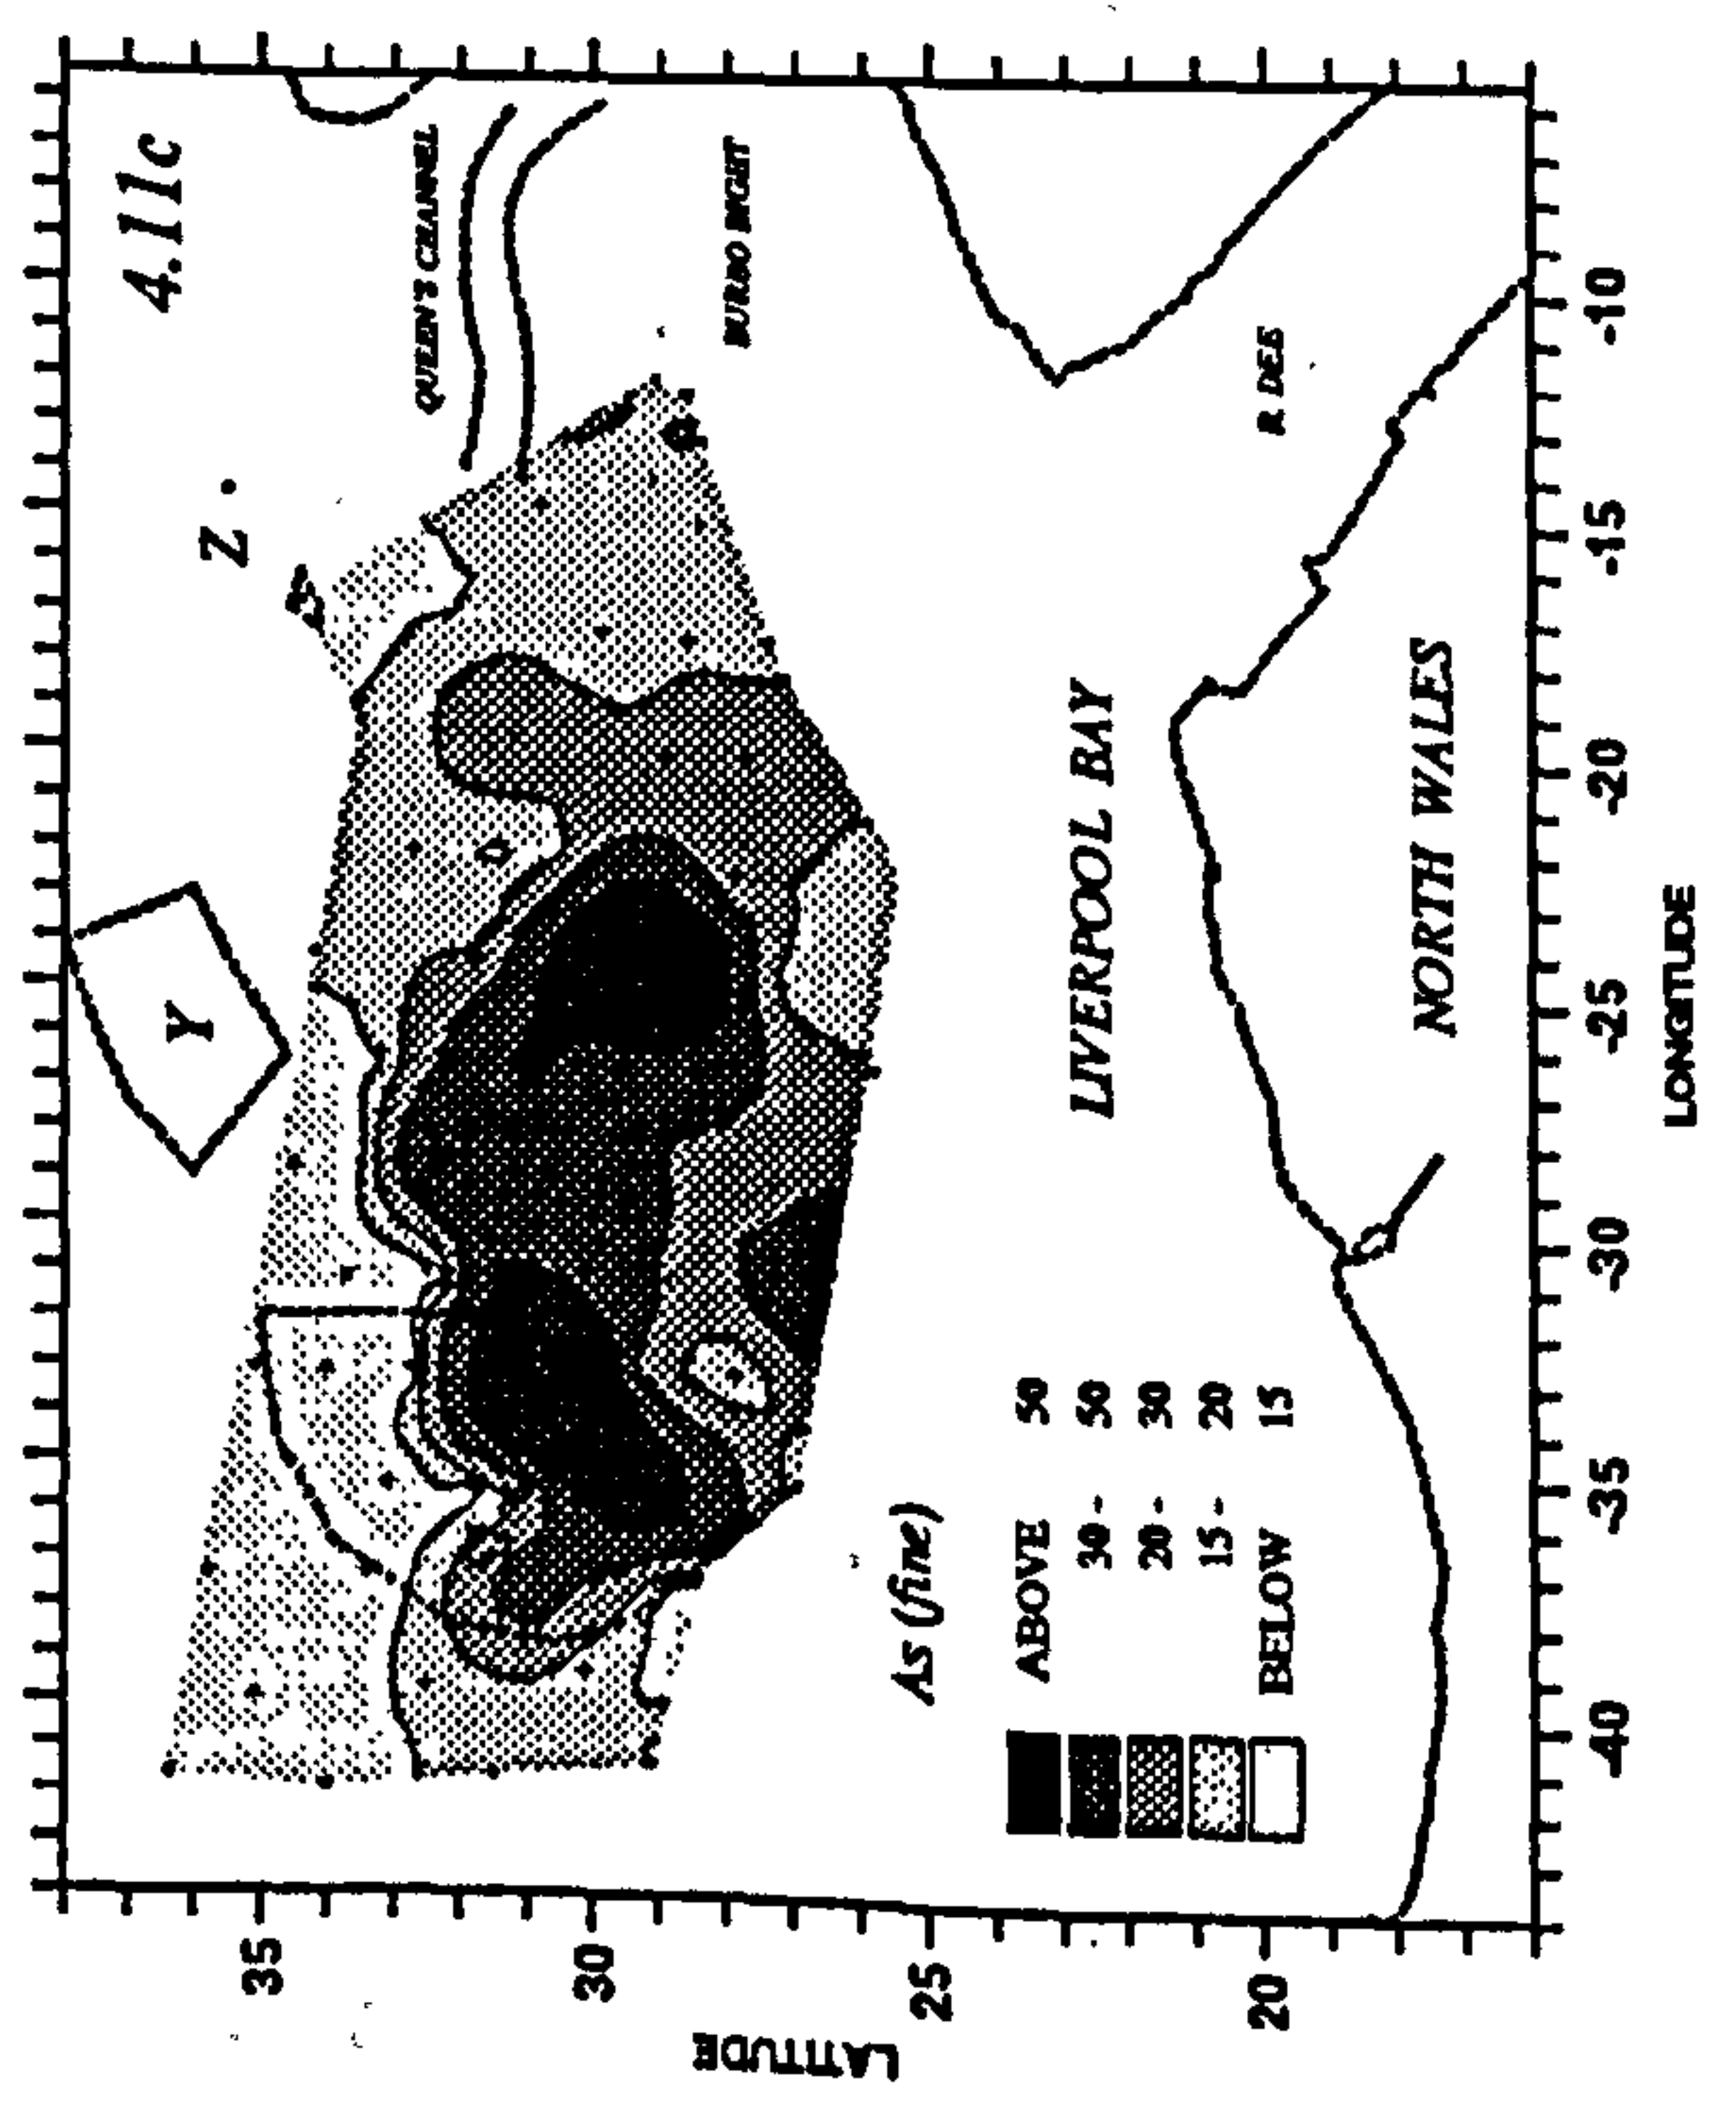 4.11c
Z
Y
QUEEN'S CHANNEL
BURBO BIGHT
R DEE
LIVERPOOL BAY
NORTH WALES
As (fine)
ABOVE 50
30 - 50
20 - 30
15 - 20
BELOW 15
LATITUDE
35
30
25
20
-40
-35
-30
-25
-20
-15
-10
LONGITUDE